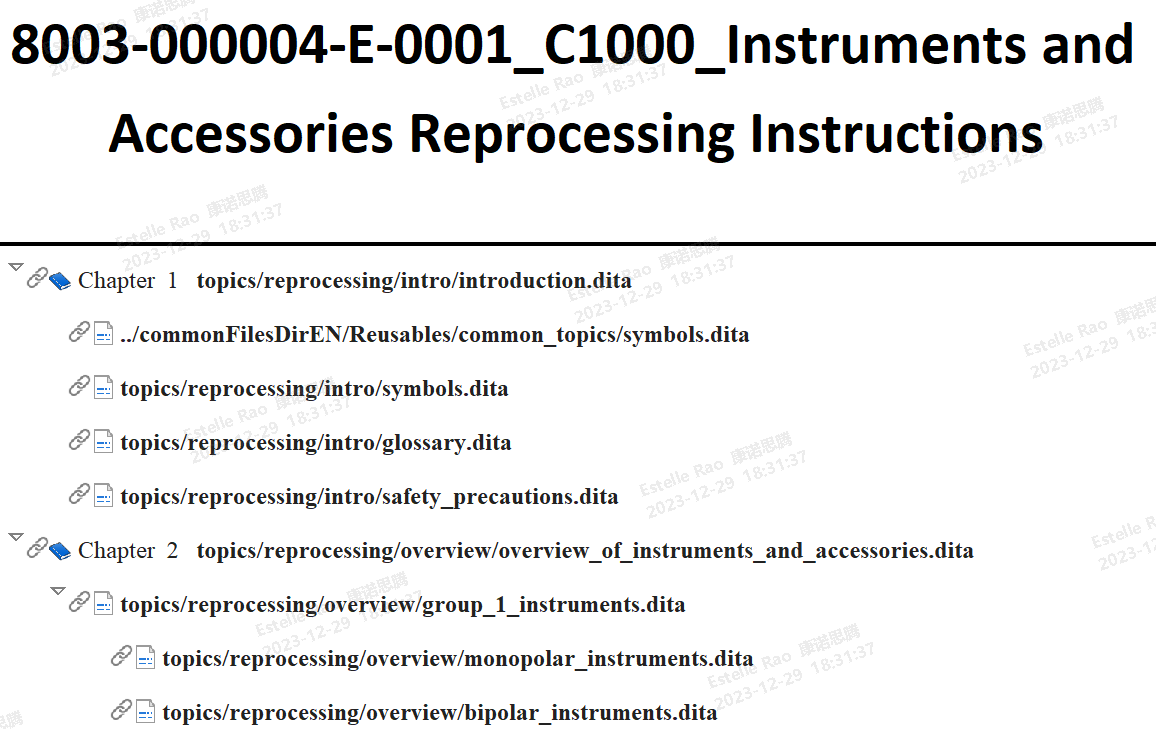 8003-000004-E-0001_C1000_Instruments and
Accessories Reprocessing Instructions
Chapter 1 topics/reprocessing/intro/introduction.dita
../commonFilesDirEN/Reusables/common_topics/symbols.dita
topics/reprocessing/intro/symbols.dita
topics/reprocessing/intro/glossary.dita
topics/reprocessing/intro/safety_precautions.dita
Chapter 2 topics/reprocessing/overview/overview_of_instruments_and_accessories.dita
topics/reprocessing/overview/group_1_instruments.dita
topics/reprocessing/overview/monopolar_instruments.dita
topics/reprocessing/overview/bipolar_instruments.dita
Estelle Rao 康诺思腾
2023-12-29 18:31:37